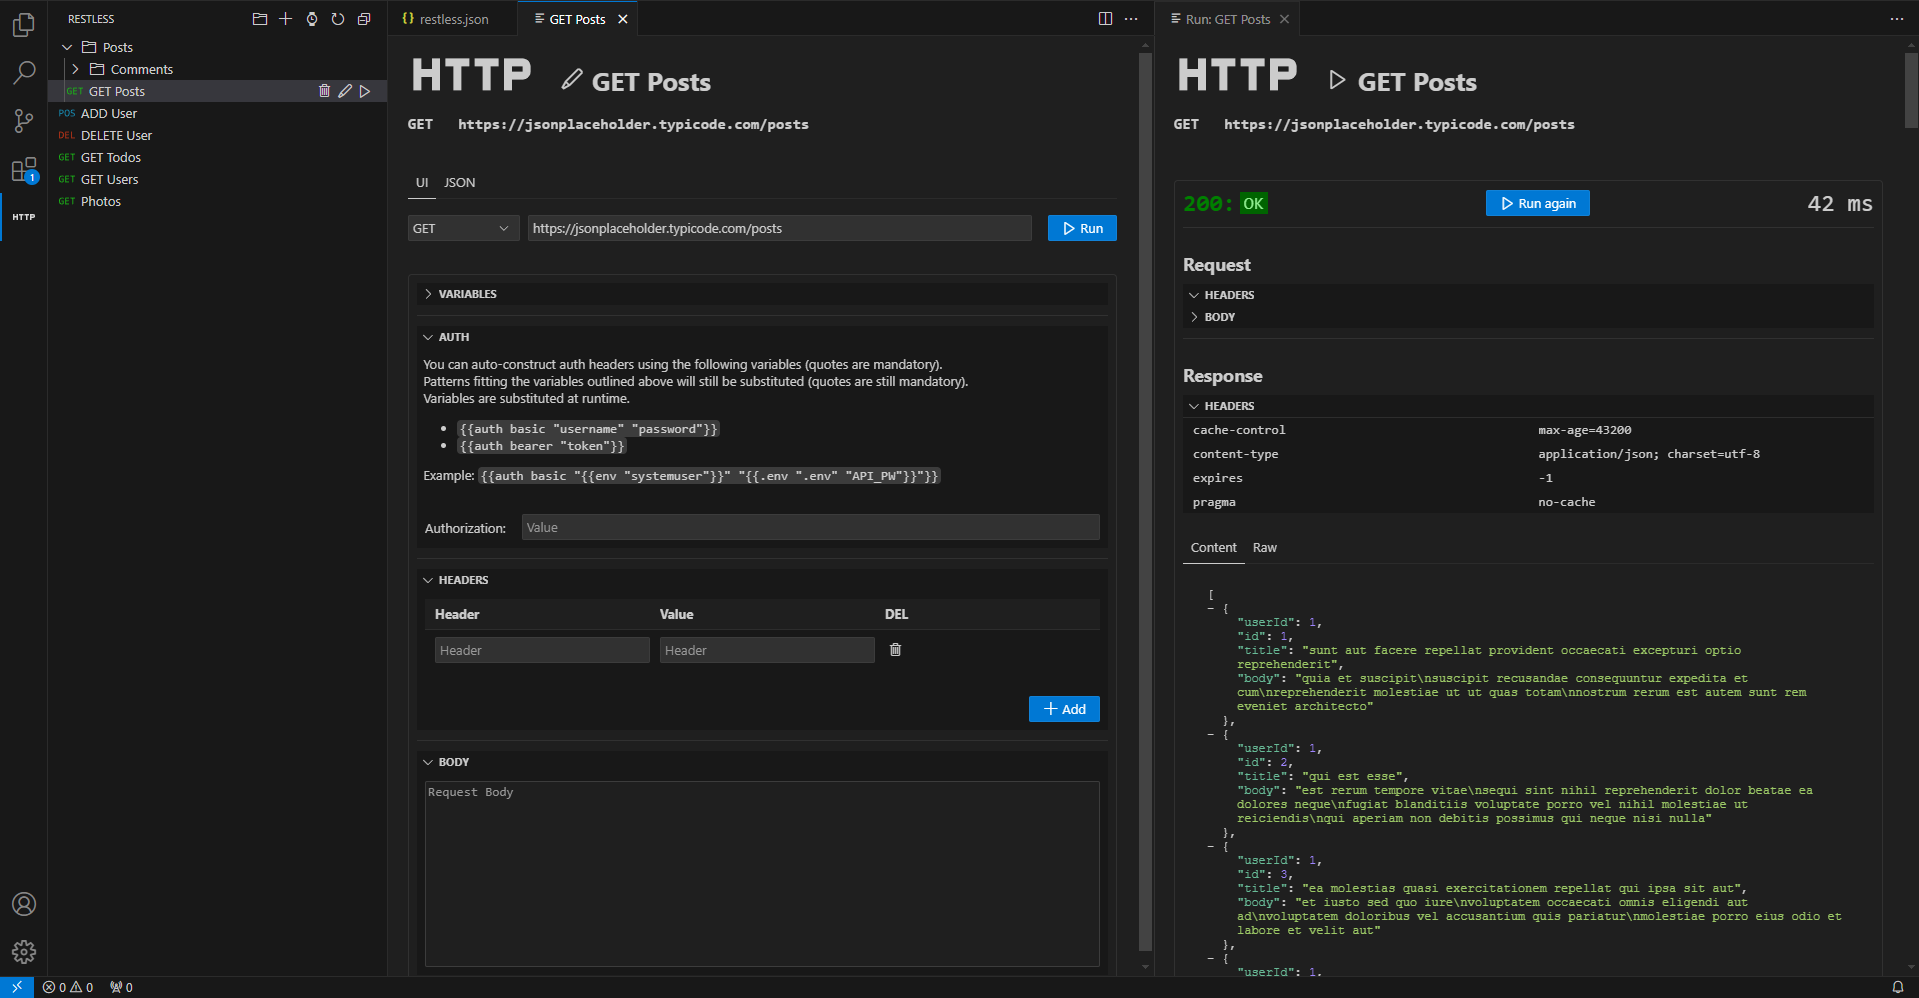 RESTLESS
Posts
Comments
GET GET Posts
POS ADD User
DEL DELETE User
GET GET Todos
GET GET Users
GET Photos
1
HTTP
{} restless.json
GET Posts
HTTP GET Posts
GET https://jsonplaceholder.typicode.com/posts
UI JSON
GET https://jsonplaceholder.typicode.com/posts Run
VARIABLES
AUTH
You can auto-construct auth headers using the following variables (quotes are mandatory).
Patterns fitting the variables outlined above will still be substituted (quotes are still mandatory).
Variables are substituted at runtime.
• {{auth basic "username" "password"}}
• {{auth bearer "token"}}
Example: {{auth basic "{{env "systemuser"}}" "{{.env ".env" "API_PW"}}"}}
Authorization: Value
HEADERS
Header Value DEL
Header Header
Add
BODY
Request Body
Run: GET Posts
HTTP GET Posts
GET https://jsonplaceholder.typicode.com/posts
200: OK Run again 42 ms
Request
HEADERS
BODY
Response
HEADERS
cache-control max-age=43200
content-type application/json; charset=utf-8
expires -1
pragma no-cache
Content Raw
[
- {
"userId": 1,
"id": 1,
"title": "sunt aut facere repellat provident occaecati excepturi optio
reprehenderit",
"body": "quia et suscipit\nsuscipit recusandae consequuntur expedita et
cum\nreprehenderit molestiae ut ut quas totam\nnostrum rerum est autem sunt rem
eveniet architecto"
},
- {
"userId": 1,
"id": 2,
"title": "qui est esse",
"body": "est rerum tempore vitae\nsequi sint nihil reprehenderit dolor beatae ea
dolores neque\nfugiat blanditiis voluptate porro vel nihil molestiae ut
reiciendis\nqui aperiam non debitis possimus qui neque nisi nulla"
},
- {
"userId": 1,
"id": 3,
"title": "ea molestias quasi exercitationem repellat qui ipsa sit aut",
"body": "et iusto sed quo iure\nvoluptatem occaecati omnis eligendi aut
ad\nvoluptatem doloribus vel accusantium quis pariatur\nmolestiae porro eius odio et
labore et velit aut"
},
- {
"userId": 1,
0 0 0